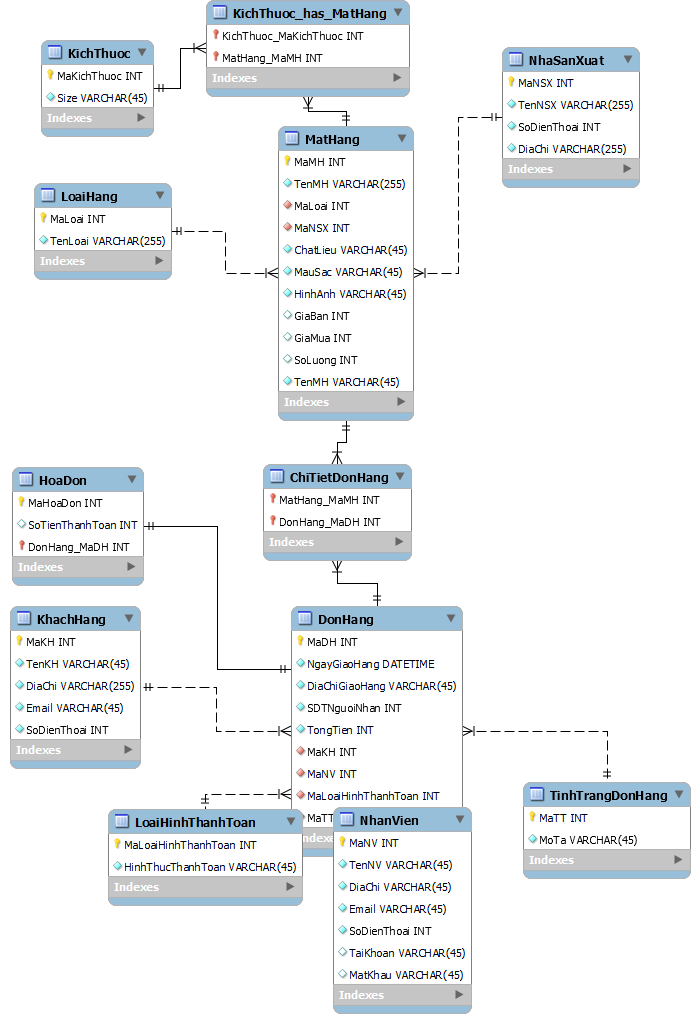 KichThuoc_has_MatHang
KichThuoc_MaKichThuoc INT
MatHang_MaMH INT
Indexes
KichThuoc
MaKichThuoc INT
Size VARCHAR(45)
Indexes
NhaSanXuat
MaNSX INT
TenNSX VARCHAR(255)
SoDienThoai INT
DiaChi VARCHAR(255)
Indexes
MatHang
MaMH INT
TenMH VARCHAR(255)
MaLoai INT
MaNSX INT
ChatLieu VARCHAR(45)
MauSac VARCHAR(45)
HinhAnh VARCHAR(45)
GiaBan INT
GiaMua INT
SoLuong INT
TenMH VARCHAR(45)
Indexes
LoaiHang
MaLoai INT
TenLoai VARCHAR(255)
Indexes
ChiTietDonHang
MatHang_MaMH INT
DonHang_MaDH INT
Indexes
HoaDon
MaHoaDon INT
SoTienThanhToan INT
DonHang_MaDH INT
Indexes
KhachHang
MaKH INT
TenKH VARCHAR(45)
DiaChi VARCHAR(255)
Email VARCHAR(45)
SoDienThoai INT
Indexes
DonHang
MaDH INT
NgayGiaoHang DATETIME
DiaChiGiaoHang VARCHAR(45)
SDTNguoiNhan INT
TongTien INT
MaKH INT
MaNV INT
MaLoaiHinhThanhToan INT
MaTT
LoaiHinhThanhToan
MaLoaiHinhThanhToan INT
HinhThucThanhToan VARCHAR(45)
Indexes
NhanVien
MaNV INT
TenNV VARCHAR(45)
DiaChi VARCHAR(45)
Email VARCHAR(45)
SoDienThoai INT
TaiKhoan VARCHAR(45)
MatKhau VARCHAR(45)
Indexes
TinhTrangDonHang
MaTT INT
MoTa VARCHAR(45)
Indexes